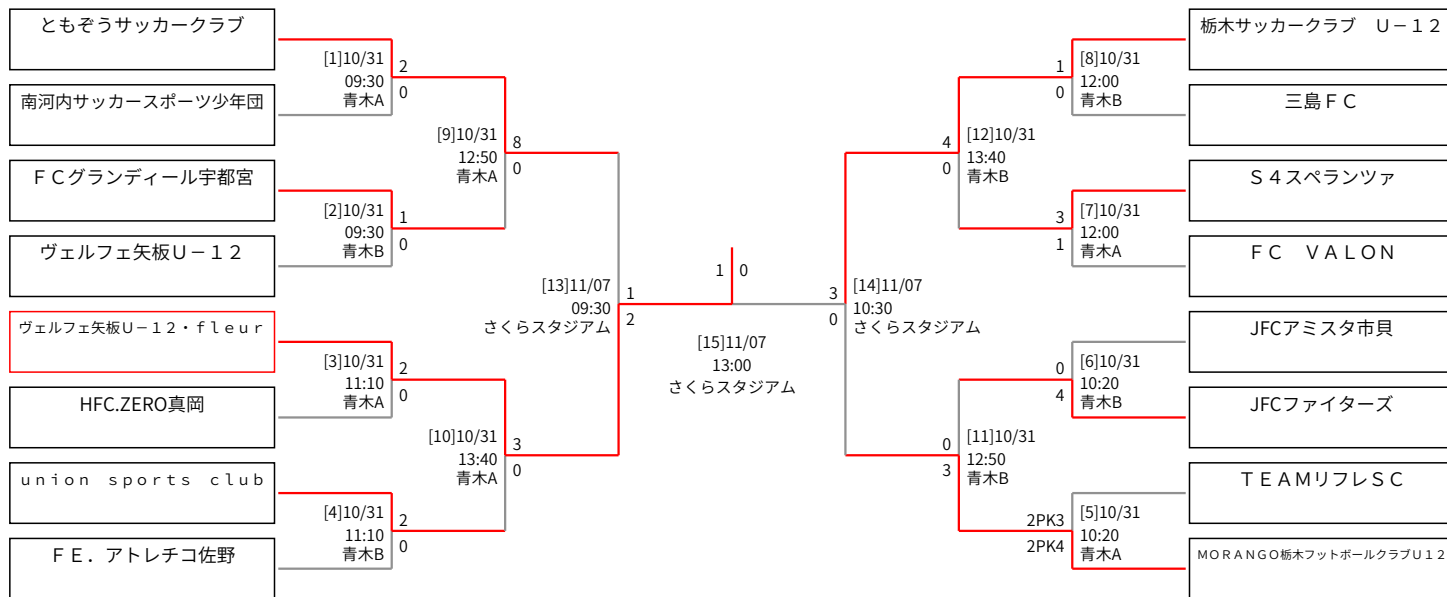 ともぞうサッカークラブ
南河内サッカースポーツ少年団
ＦＣグランディール宇都宮
ヴェルフェ矢板Ｕ－１２
ヴェルフェ矢板Ｕ－１２・ｆｌｅｕｒ
HFC.ZERO真岡
ｕｎｉｏｎ ｓｐｏｒｔｓ ｃｌｕｂ
ＦＥ．アトレチコ佐野
[1]10/31
09:30
青木A
2
0
[2]10/31
09:30
青木B
1
0
[3]10/31
11:10
青木A
2
0
[4]10/31
11:10
青木B
2
0
[9]10/31
12:50
青木A
8
0
[10]10/31
13:40
青木A
3
0
[13]11/07
09:30
さくらスタジアム
1
2
1
0
[15]11/07
13:00
さくらスタジアム
3
0
[14]11/07
10:30
さくらスタジアム
4
0
[12]10/31
13:40
青木B
0
3
[11]10/31
12:50
青木B
1
0
[8]10/31
12:00
青木B
3
1
[7]10/31
12:00
青木A
0
4
[6]10/31
10:20
青木B
2PK3
2PK4
[5]10/31
10:20
青木A
栃木サッカークラブ　Ｕ－１２
三島ＦＣ
Ｓ４スペランツァ
ＦＣ　ＶＡＬＯＮ
JFCアミスタ市貝
JFCファイターズ
ＴＥＡＭリフレＳＣ
ＭＯＲＡＮＧＯ栃木フットボールクラブＵ１２